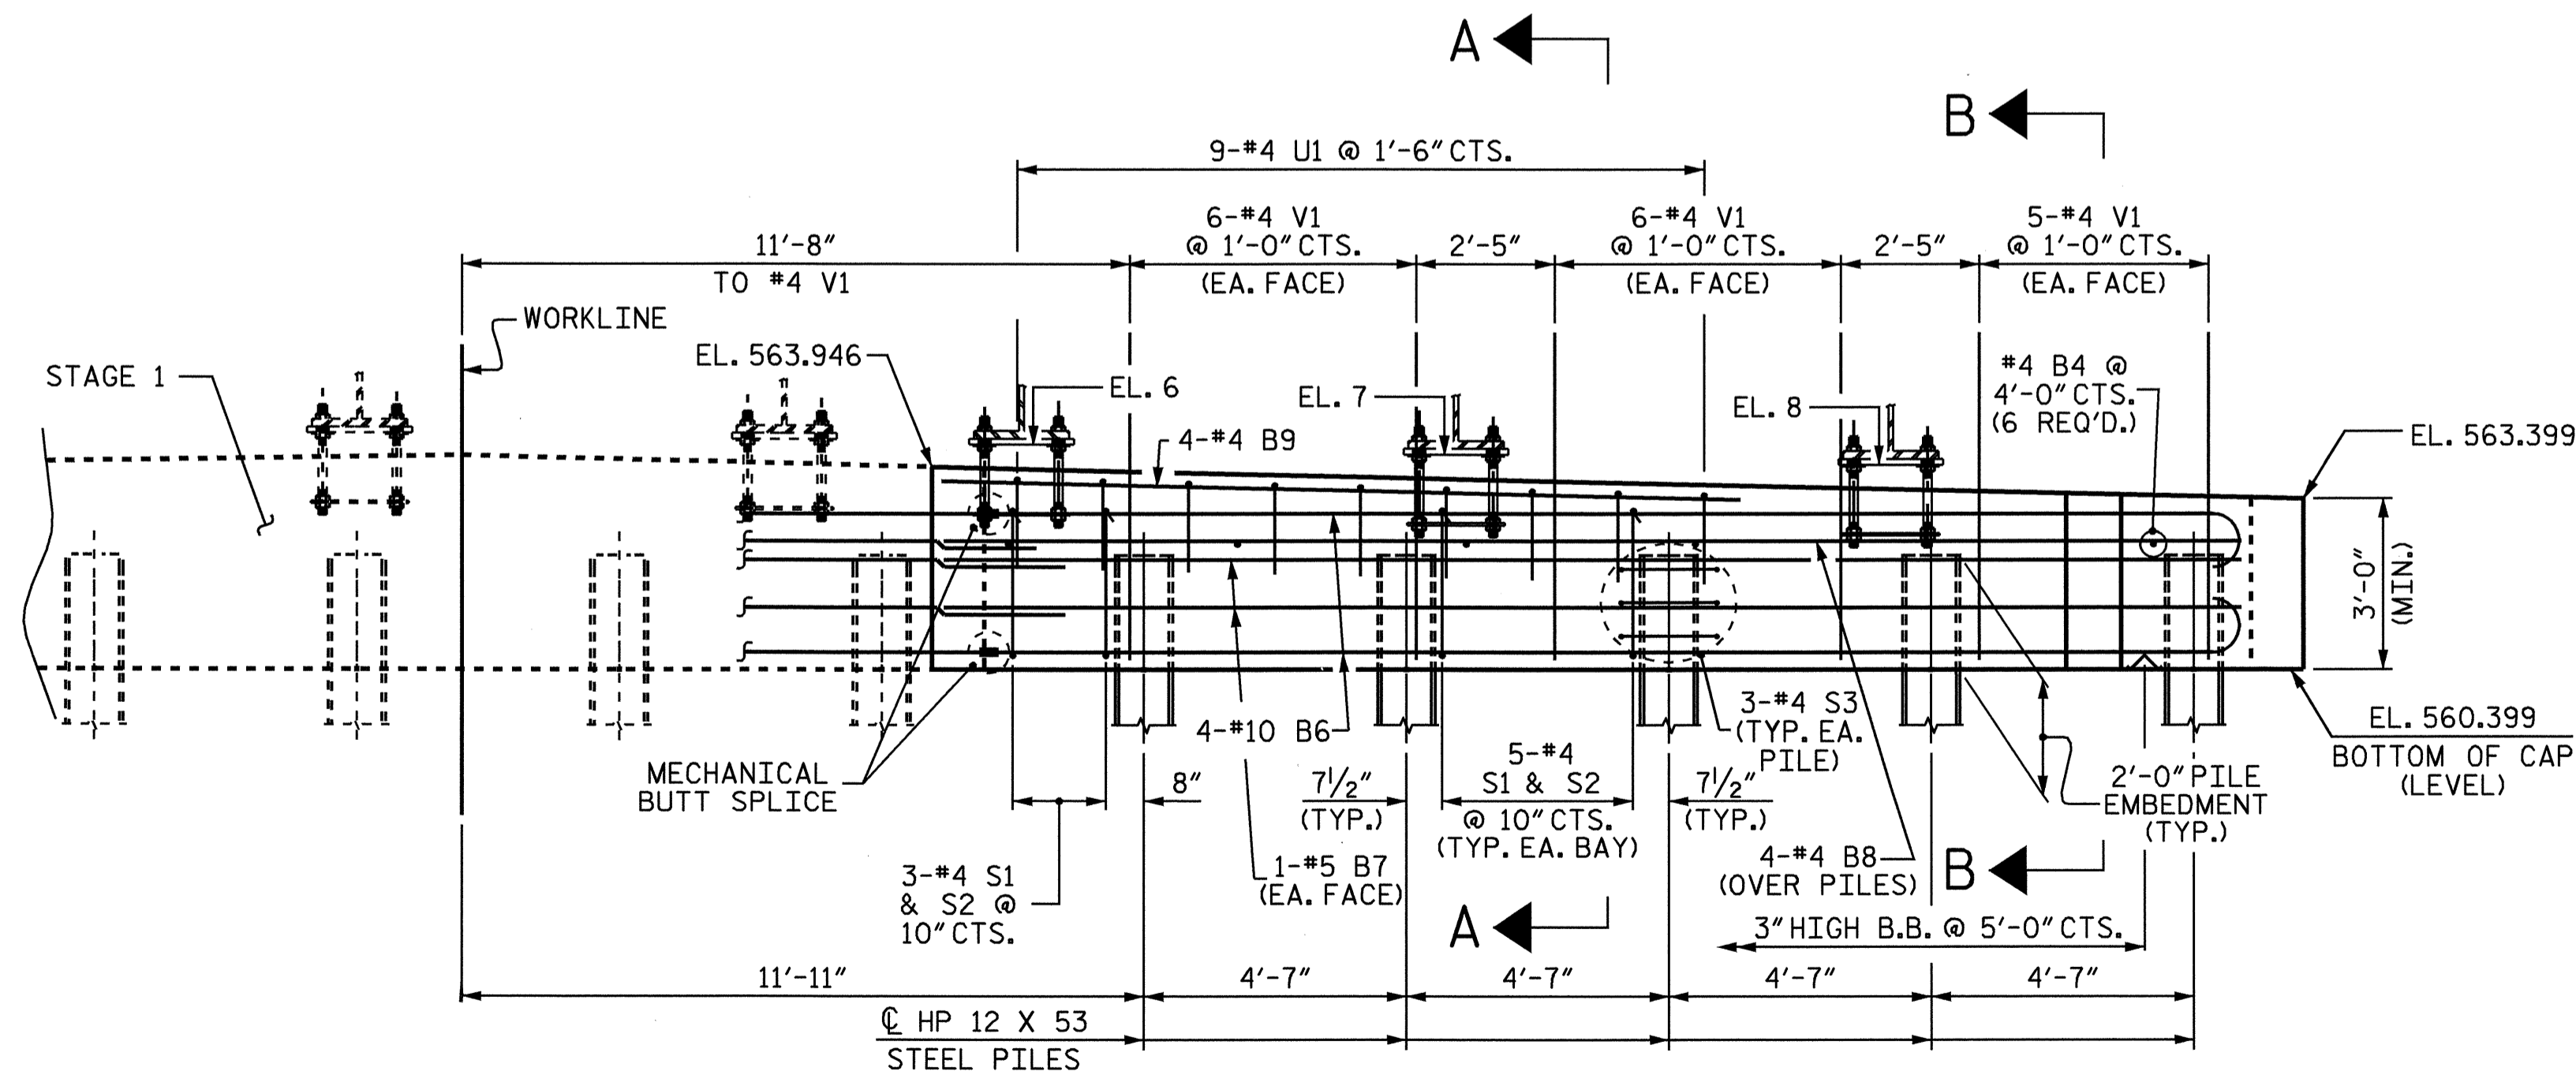 A
B
9-#4 U1 @ 1'-6" CTS.
11'-8"
TO #4 V1
6-#4 V1
@ 1'-0" CTS.
(EA. FACE)
2'-5"
6-#4 V1
@ 1'-0" CTS.
(EA. FACE)
2'-5"
5-#4 V1
@ 1'-0" CTS.
(EA. FACE)
WORKLINE
STAGE 1
EL. 563.946
EL. 6
EL. 7
EL. 8
4-#4 B9
#4 B4 @
4'-0" CTS.
(6 REQ'D.)
EL. 563.399
3'-0"
(MIN.)
MECHANICAL
BUTT SPLICE
4-#10 B6
8"
7½"
(TYP.)
5-#4
S1 & S2
@ 10" CTS.
(TYP. EA. BAY)
3-#4 S3
(TYP. EA.
PILE)
7½"
(TYP.)
2'-0" PILE
EMBEDMENT
(TYP.)
EL. 560.399
BOTTOM OF CAP
(LEVEL)
3-#4 S1
& S2 @
10" CTS.
1-#5 B7
(EA. FACE)
4-#4 B8
(OVER PILES)
B
A
3" HIGH B.B. @ 5'-0" CTS.
11'-11"
4'-7"
4'-7"
4'-7"
4'-7"
℄ HP 12 X 53
STEEL PILES